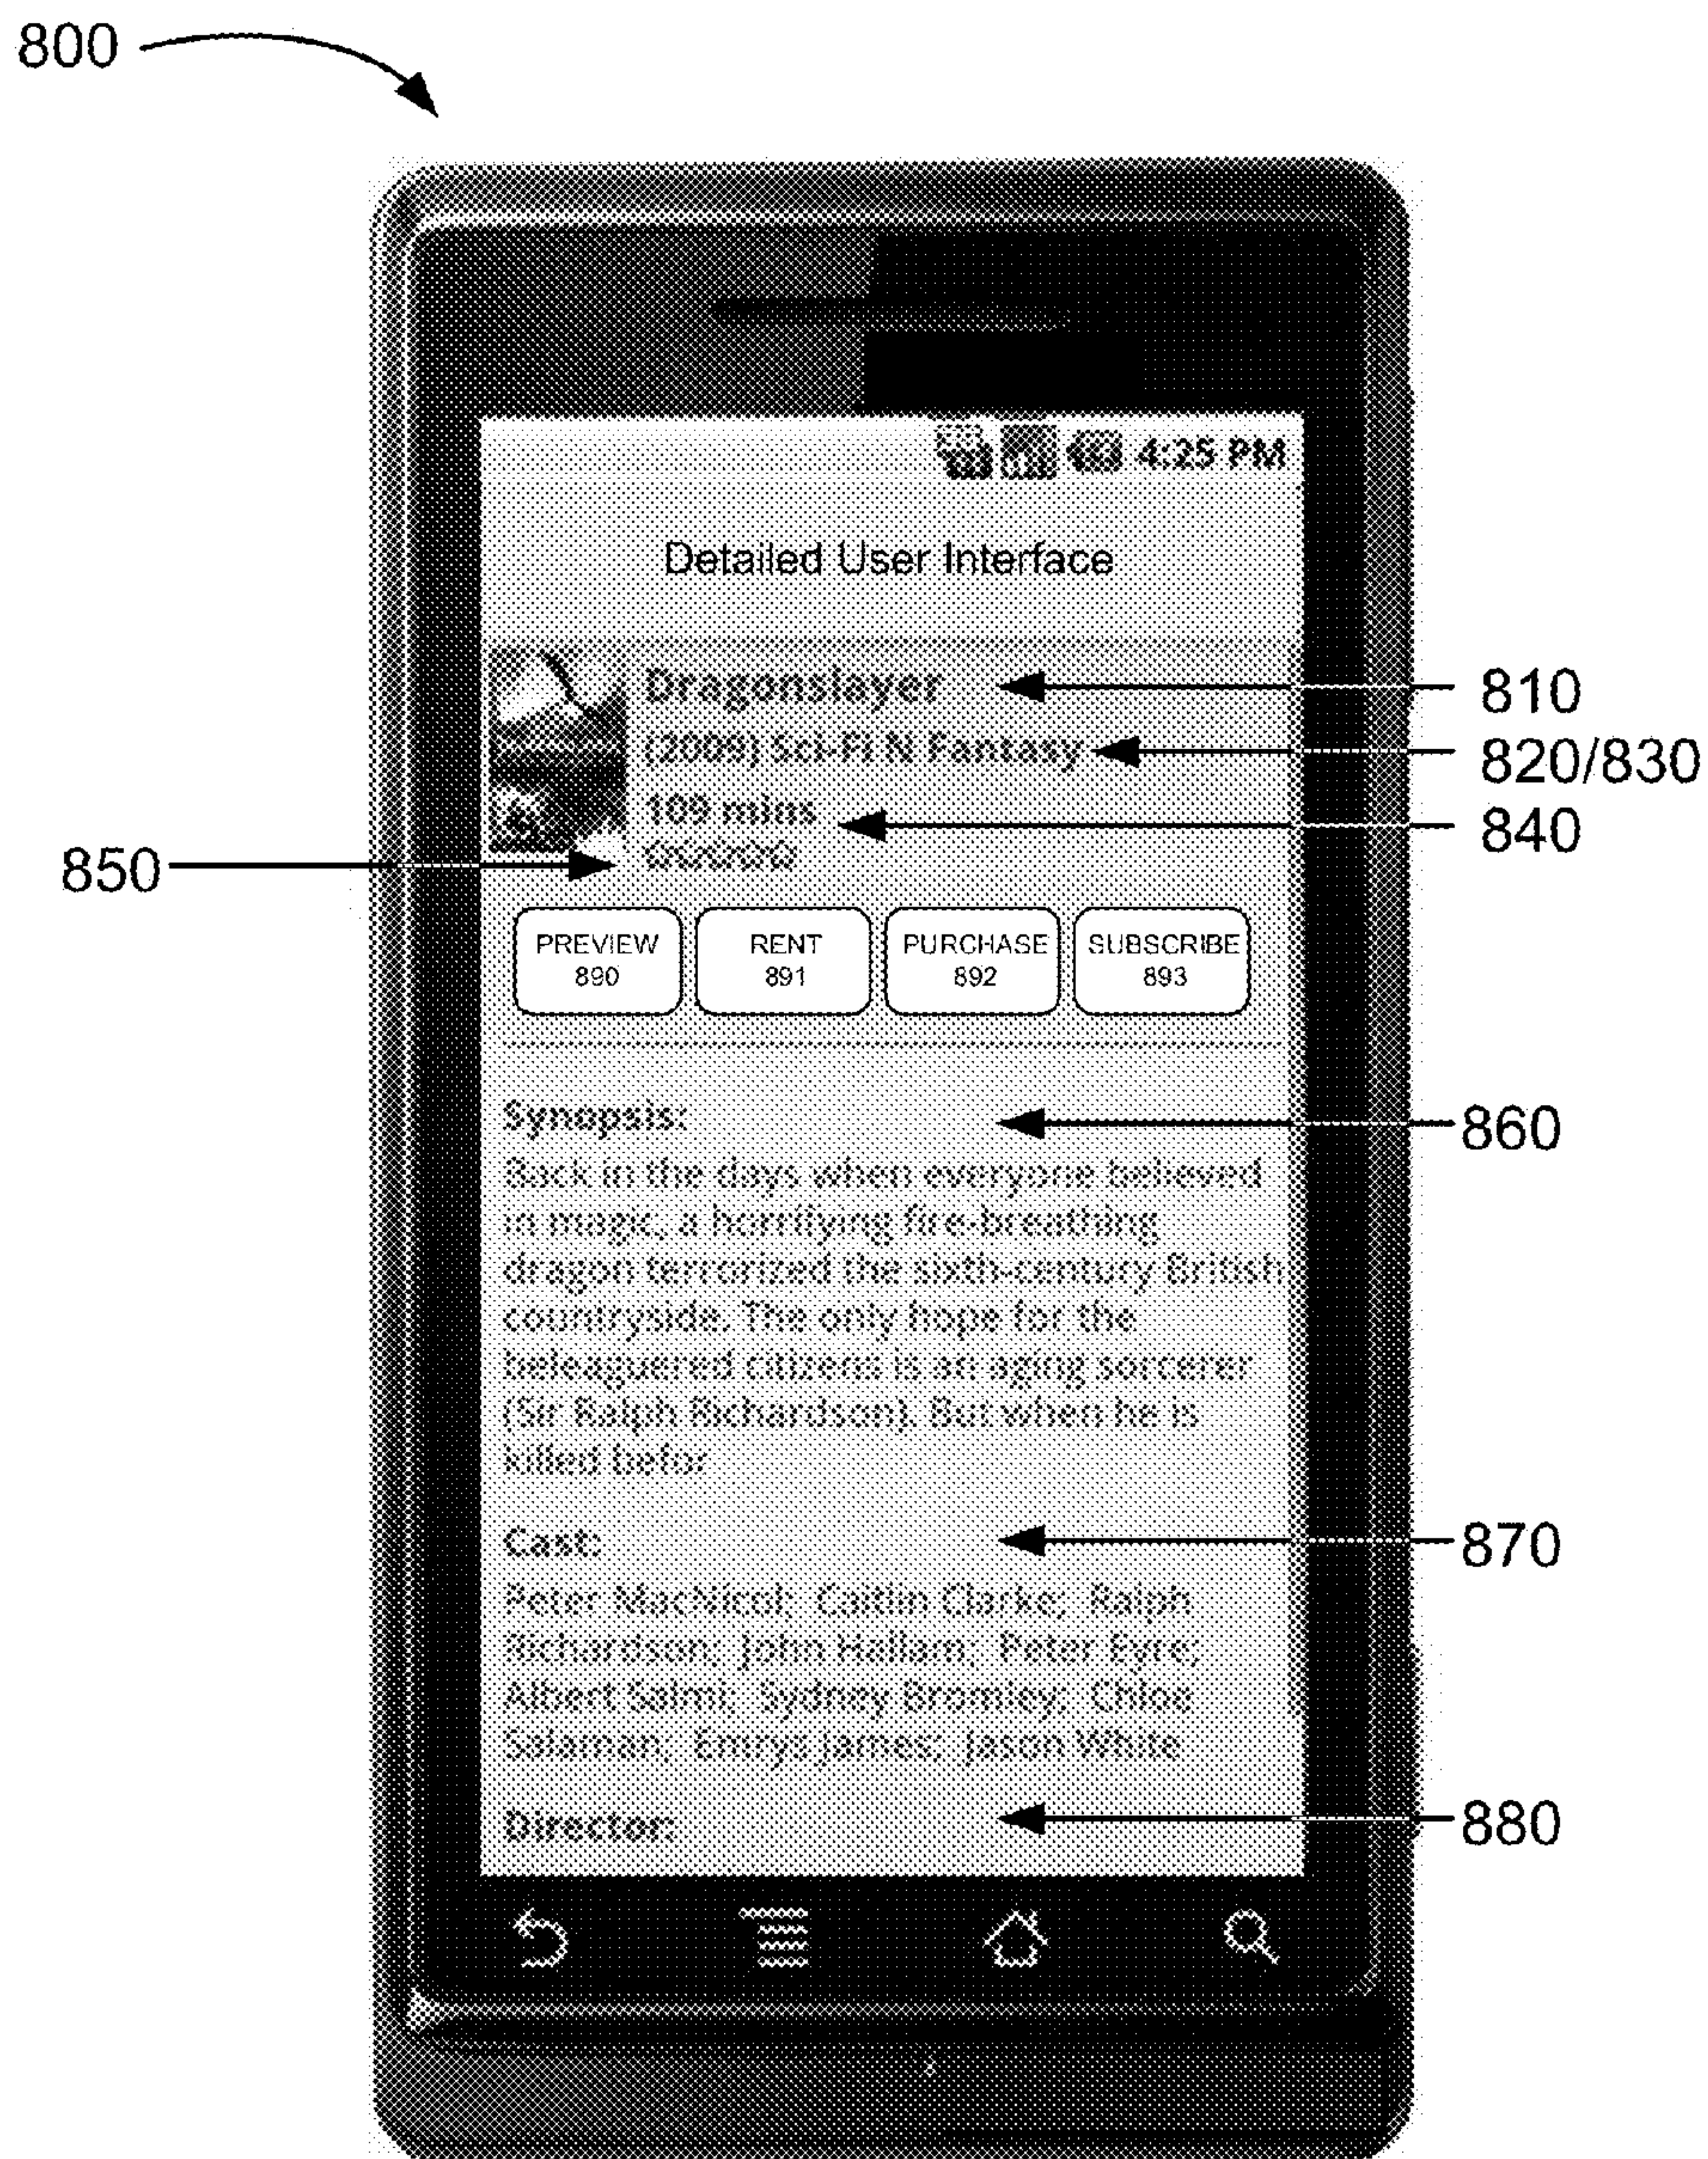 800
4:25 PM
Detailed User Interface
Dragonslayer
810
(2009) Sci-Fi N Fantasy
820/830
109 mins
840
850
PREVIEW
890
RENT
891
PURCHASE
892
SUBSCRIBE
893
Synopsis:
860
Back in the days when everyone believed
in magic, a horrifying fire-breathing
dragon terrorized the sixth-century British
countryside. The only hope for the
beleaguered citizens is an aging sorcerer
(Sir Ralph Richardson). But when he is
killed befor
Cast:
870
Peter MacNicol; Caitlin Clarke; Ralph
Richardson; John Hallam; Peter Eyre;
Albert Salmi; Sydney Bromley; Chloe
Salaman; Emrys James; Jason White
Director:
880